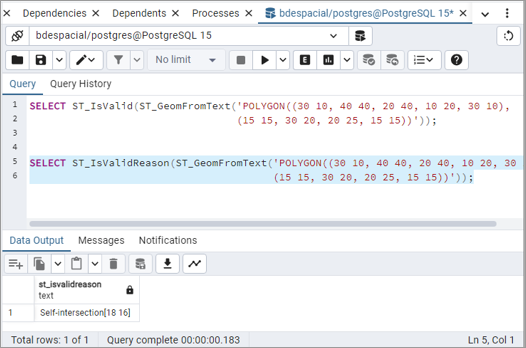 Dependencies Dependents Processes bdespacial/postgres@PostgreSQL 15*
bdespacial/postgres@PostgreSQL 15
No limit
E
Query Query History
1 SELECT ST_IsValid(ST_GeomFromText('POLYGON((30 10, 40 40, 20 40, 10 20, 30 10),
2 (15 15, 30 20, 20 25, 15 15))'));
3
4
5 SELECT ST_IsValidReason(ST_GeomFromText('POLYGON((30 10, 40 40, 20 40, 10 20, 30
6 (15 15, 30 20, 20 25, 15 15))'));
Data Output Messages Notifications
st_isvalidreason
text
1 Self-intersection[18 16]
Total rows: 1 of 1 Query complete 00:00:00.183 Ln 5, Col 1